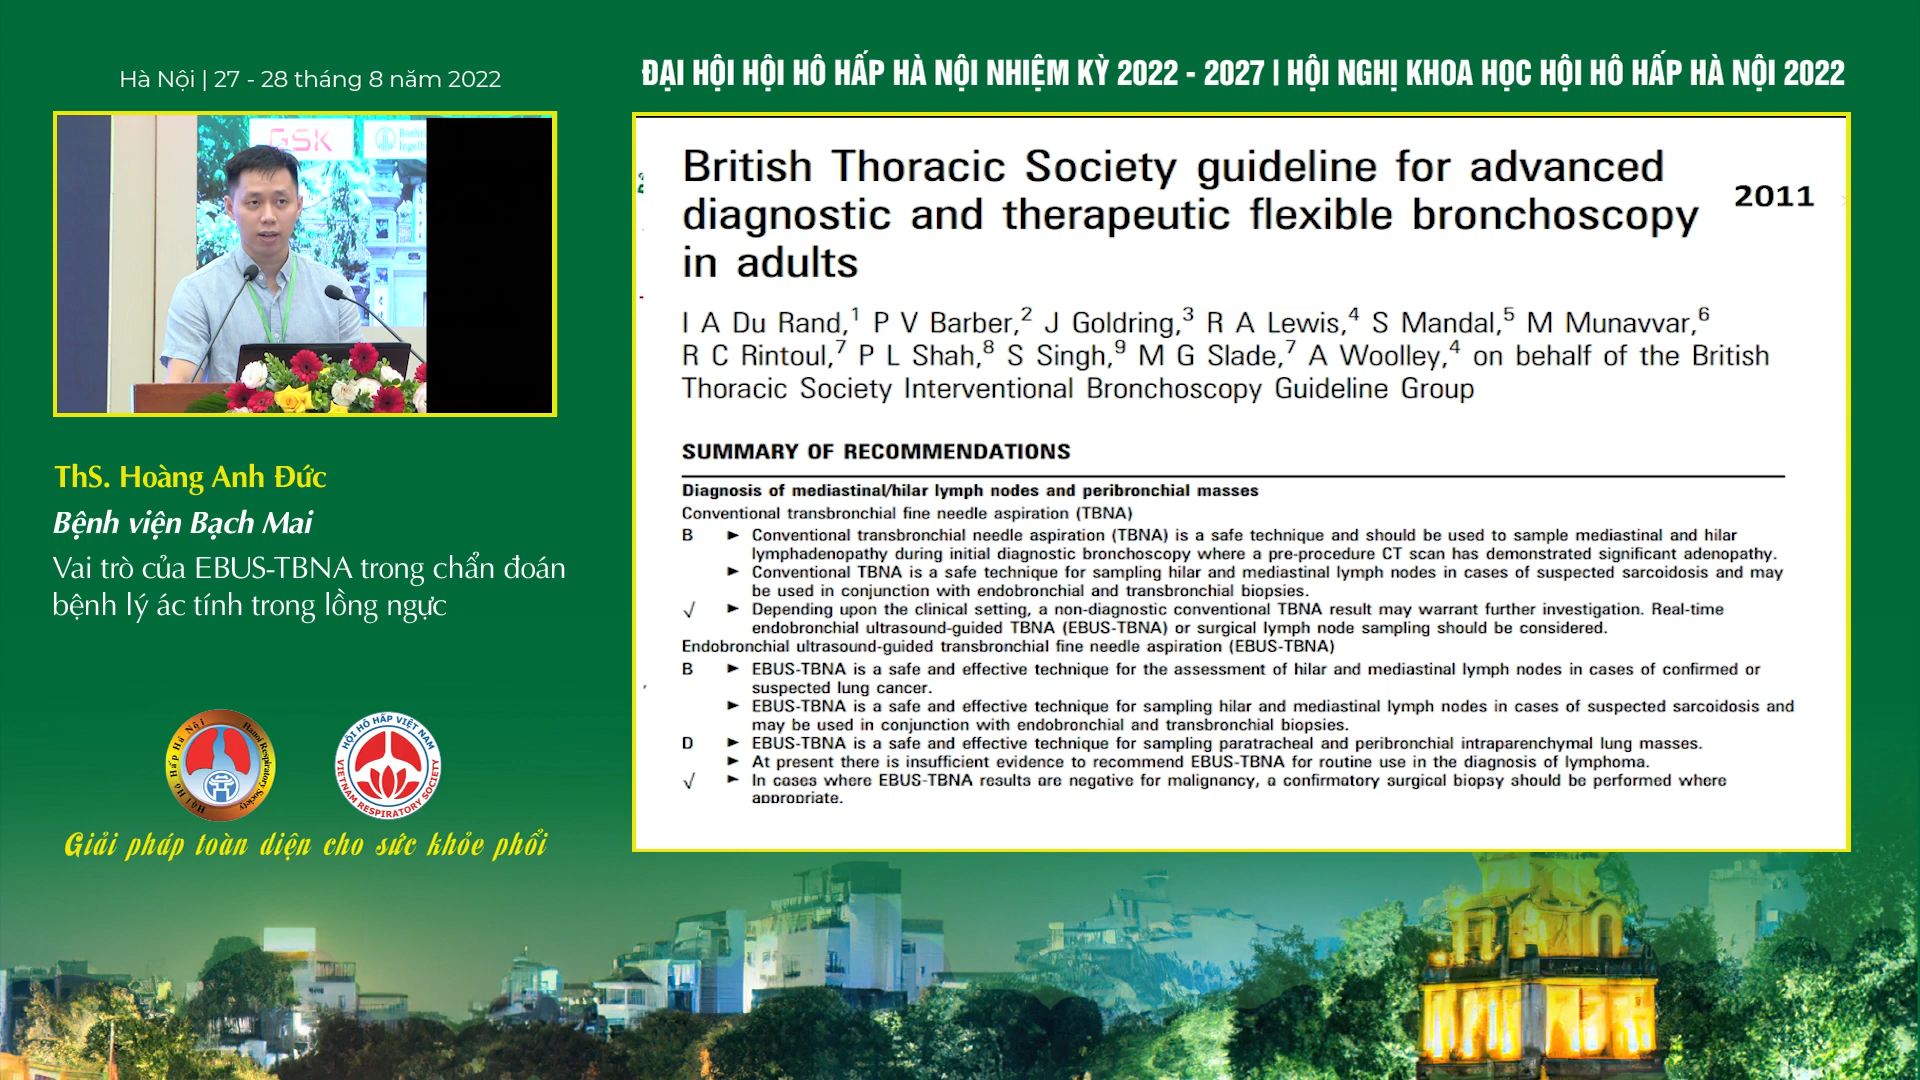 Hà Nội | 27 - 28 tháng 8 năm 2022
ĐẠI HỘI HỘI HÔ HẤP HÀ NỘI NHIỆM KỲ 2022 - 2027 | HỘI NGHỊ KHOA HỌC HỘI HÔ HẤP HÀ NỘI 2022
GSK
ThS. Hoàng Anh Đức
Bệnh viện Bạch Mai
Vai trò của EBUS-TBNA trong chẩn đoán
bệnh lý ác tính trong lồng ngực
Hội Hô Hấp Hà Nội
Hanoi Respiratory Society
HỘI HÔ HẤP VIỆT NAM
VIETNAM RESPIRATORY SOCIETY
Giải pháp toàn diện cho sức khỏe phổi
British Thoracic Society guideline for advanced
diagnostic and therapeutic flexible bronchoscopy
in adults
2011
I A Du Rand,1 P V Barber,2 J Goldring,3 R A Lewis,4 S Mandal,5 M Munavvar,6
R C Rintoul,7 P L Shah,8 S Singh,9 M G Slade,7 A Woolley,4 on behalf of the British
Thoracic Society Interventional Bronchoscopy Guideline Group
SUMMARY OF RECOMMENDATIONS
Diagnosis of mediastinal/hilar lymph nodes and peribronchial masses
Conventional transbronchial fine needle aspiration (TBNA)
B ► Conventional transbronchial needle aspiration (TBNA) is a safe technique and should be used to sample mediastinal and hilar
lymphadenopathy during initial diagnostic bronchoscopy where a pre-procedure CT scan has demonstrated significant adenopathy.
► Conventional TBNA is a safe technique for sampling hilar and mediastinal lymph nodes in cases of suspected sarcoidosis and may
be used in conjunction with endobronchial and transbronchial biopsies.
√ ► Depending upon the clinical setting, a non-diagnostic conventional TBNA result may warrant further investigation. Real-time
endobronchial ultrasound-guided TBNA (EBUS-TBNA) or surgical lymph node sampling should be considered.
Endobronchial ultrasound-guided transbronchial fine needle aspiration (EBUS-TBNA)
B ► EBUS-TBNA is a safe and effective technique for the assessment of hilar and mediastinal lymph nodes in cases of confirmed or
suspected lung cancer.
► EBUS-TBNA is a safe and effective technique for sampling hilar and mediastinal lymph nodes in cases of suspected sarcoidosis and
may be used in conjunction with endobronchial and transbronchial biopsies.
D ► EBUS-TBNA is a safe and effective technique for sampling paratracheal and peribronchial intraparenchymal lung masses.
► At present there is insufficient evidence to recommend EBUS-TBNA for routine use in the diagnosis of lymphoma.
√ ► In cases where EBUS-TBNA results are negative for malignancy, a confirmatory surgical biopsy should be performed where
appropriate.